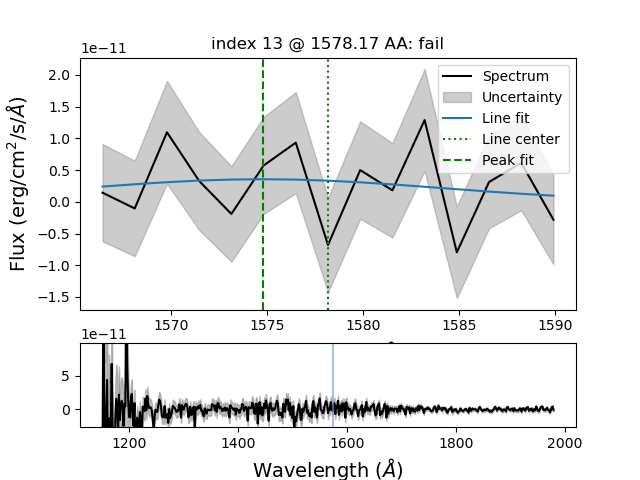 index 13 @ 1578.17 AA: fail
1e−11
2.0
1.5
1.0
0.5
0.0
−0.5
−1.0
−1.5
Flux (erg/cm²/s/Å)
Spectrum
Uncertainty
Line fit
Line center
Peak fit
1570
1575
1580
1585
1590
1e−11
5
0
1200
1400
1600
1800
2000
Wavelength (Å)